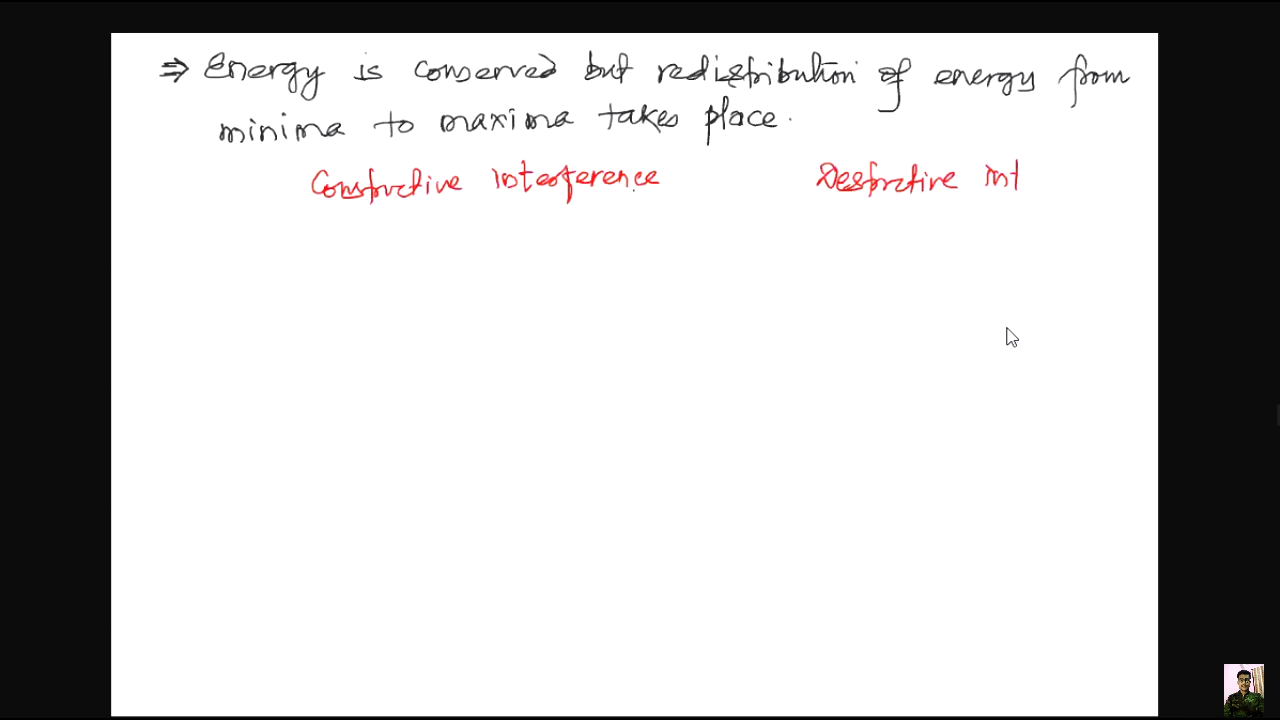 ⇒ Energy is conserved but redistribution of energy from
minima to maxima takes place.
Constructive interference Destructive int